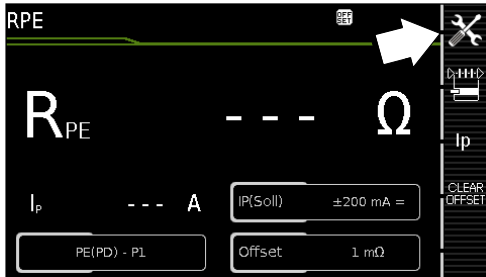 RPE
OFF
SET
RPE
- - -
Ω
Ip
IP
--- A
IP(Soll) ±200 mA =
CLEAR
OFFSET
PE(PD) - P1
Offset 1 mΩ